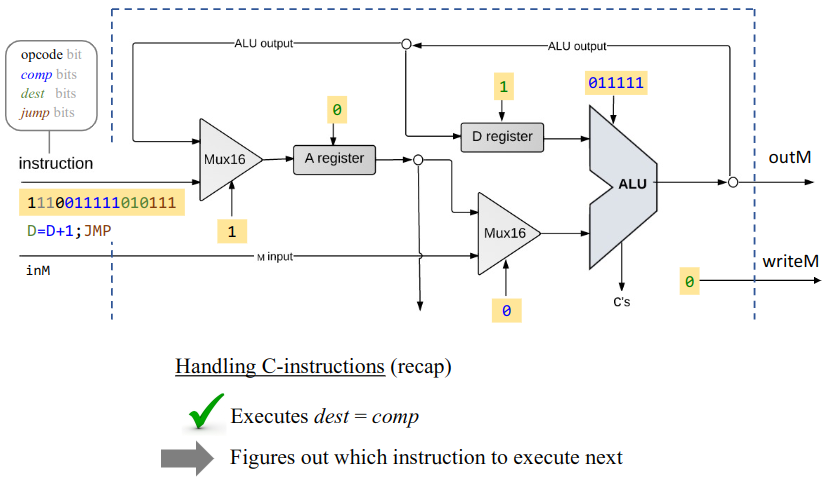 opcode bit
comp bits
dest bits
jump bits
instruction
1110011111010111
D=D+1;JMP
inM
ALU output
ALU output
Mux16
1
0
A register
1
D register
M input
Mux16
0
011111
ALU
C's
outM
writeM
0
Handling C-instructions (recap)
Executes dest = comp
Figures out which instruction to execute next